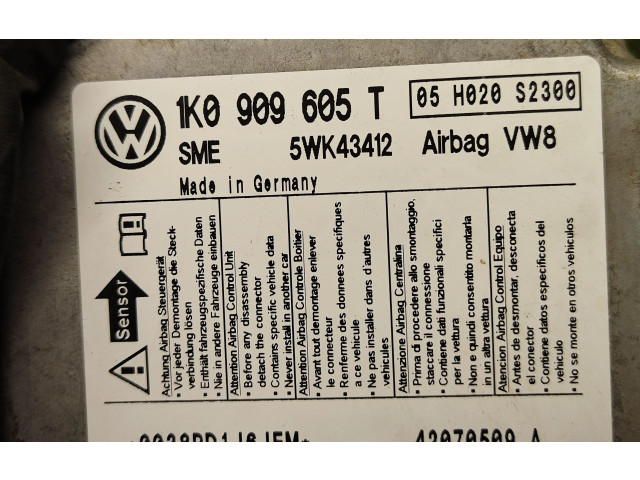 VW
1K0 909 605 T
05 H020 S2300
SME 5WK43412 Airbag VW8
Made in Germany
Sensor
Achtung Airbag Steuergerät
• Vor jeder Demontage die Steck-
verbindung lösen
• Enthält fahrzeugspezifische Daten
• Nie in andere Fahrzeuge einbauen
Attention Airbag Control Unit
• Before any disassembly
detach the connector
• Contains specific vehicle data
• Never install in another car
Attention Airbag Controle Boitier
• Avant tout demontage enlever
le connecteur
• Renferme des données specifiques
a ce vehicule
• Ne pas installer dans d'autres
vehicules
Attenzione Airbag Centralina
• Prima di procedere allo smontaggio,
staccare il connessione
• Contiene dati funzionali specifici
per la vettura
• Non e quindi consentito montarla
in un altra vettura
Atencion Airbag Control Equipo
• Antes de desmontar, desconecta
el conector
• Contiene datos especificos del
vehiculo
• No se monte en otros vehiculos
42070509 A